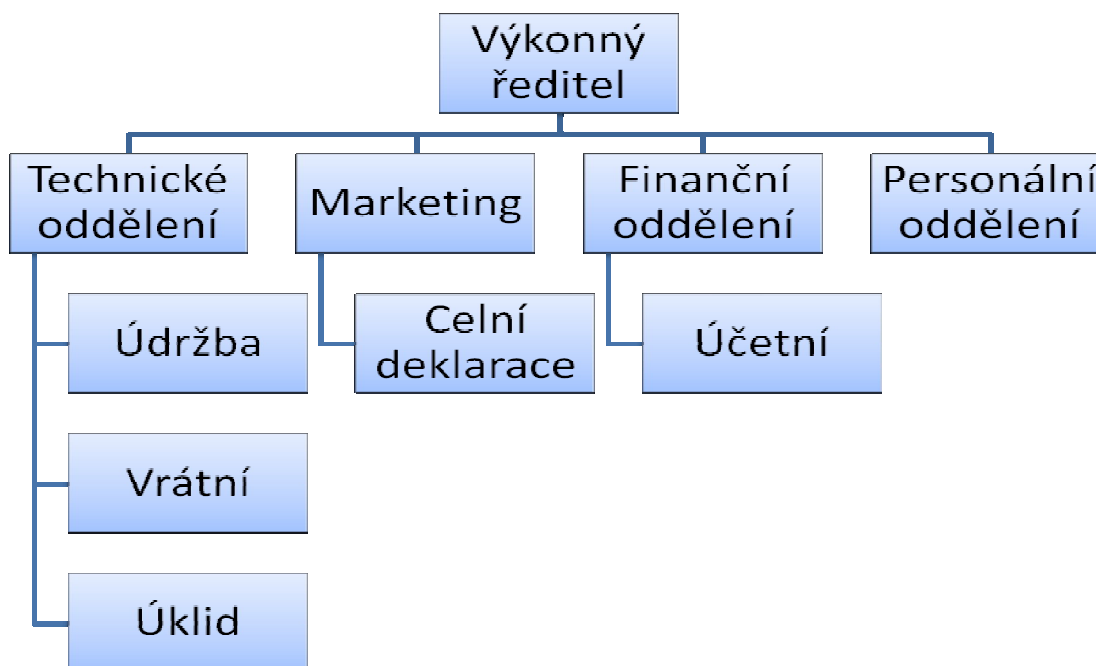 Výkonný
ředitel
Technické
oddělení
Marketing
Finanční
oddělení
Personální
oddělení
Údržba
Celní
deklarace
Účetní
Vrátní
Úklid